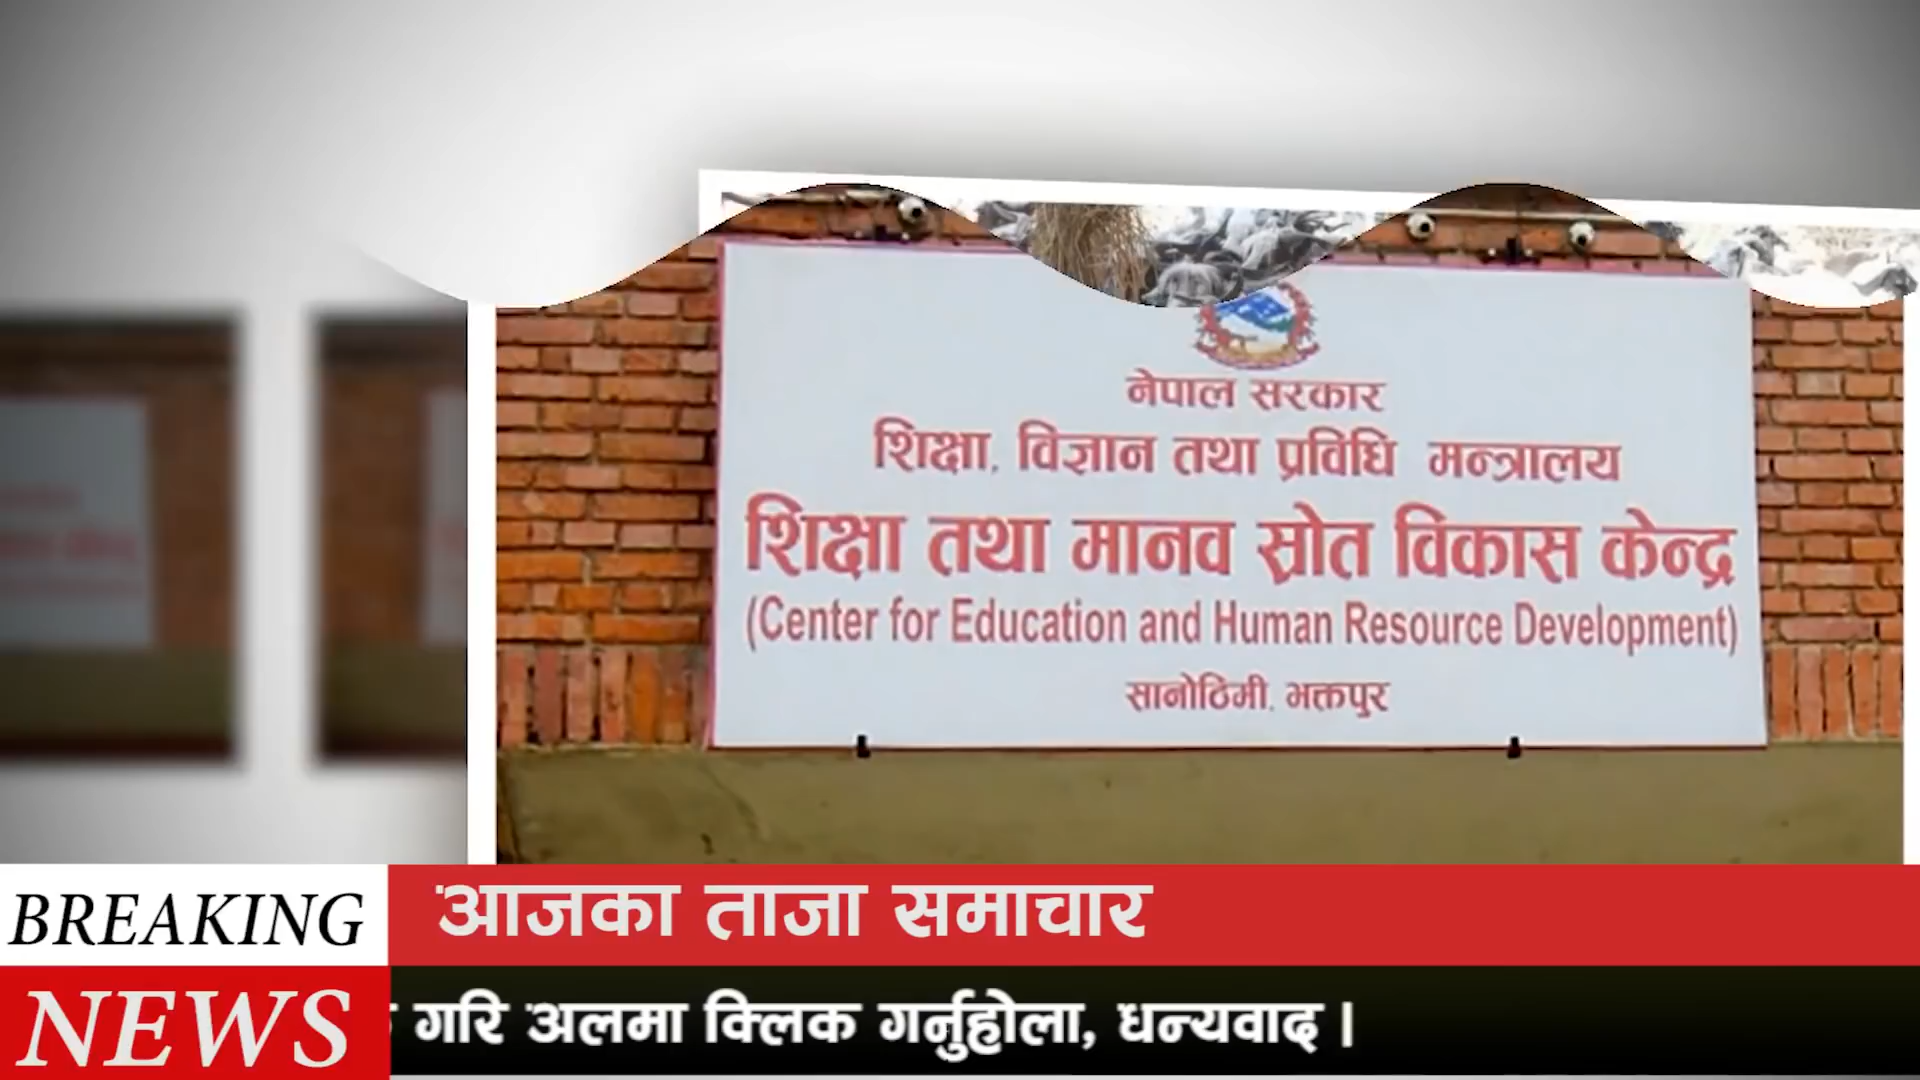 नेपाल सरकार
शिक्षा, विज्ञान तथा प्रविधि मन्त्रालय
शिक्षा तथा मानव स्रोत विकास केन्द्र
(Center for Education and Human Resource Development)
सानोठिमी, भक्तपुर
BREAKING
NEWS
आजका ताजा समाचार
गरि अलमा क्लिक गर्नुहोला, धन्यवाद |